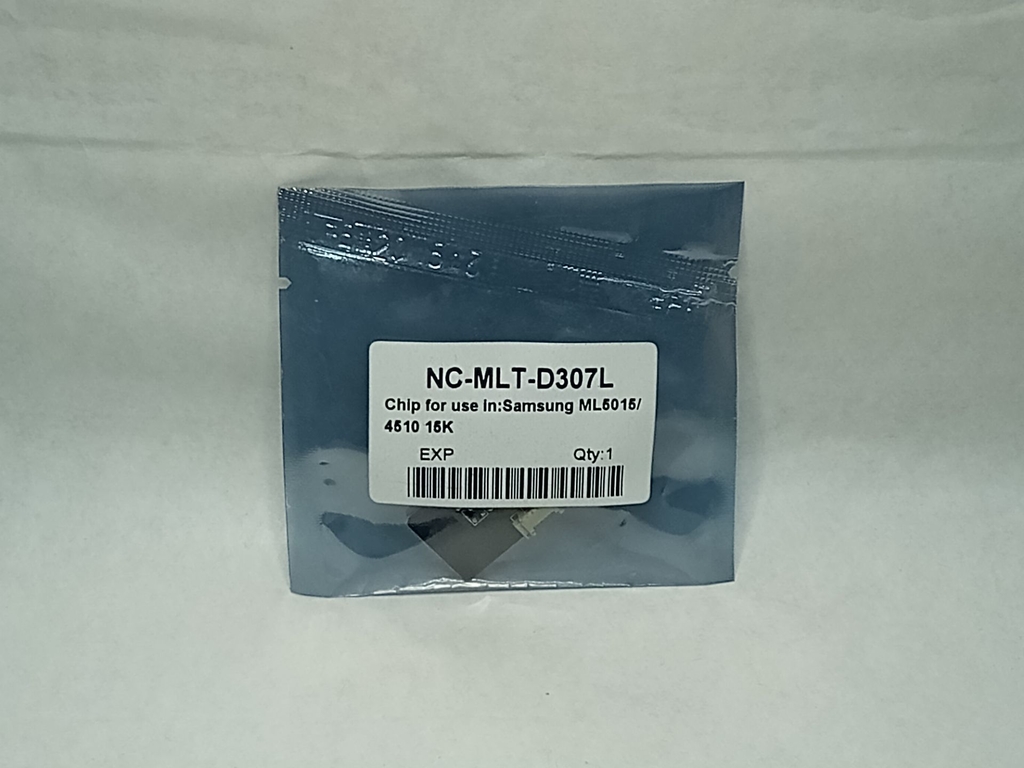 NC-MLT-D307L
Chip for use in:Samsung ML5015/
4510 15K
EXP Qty:1